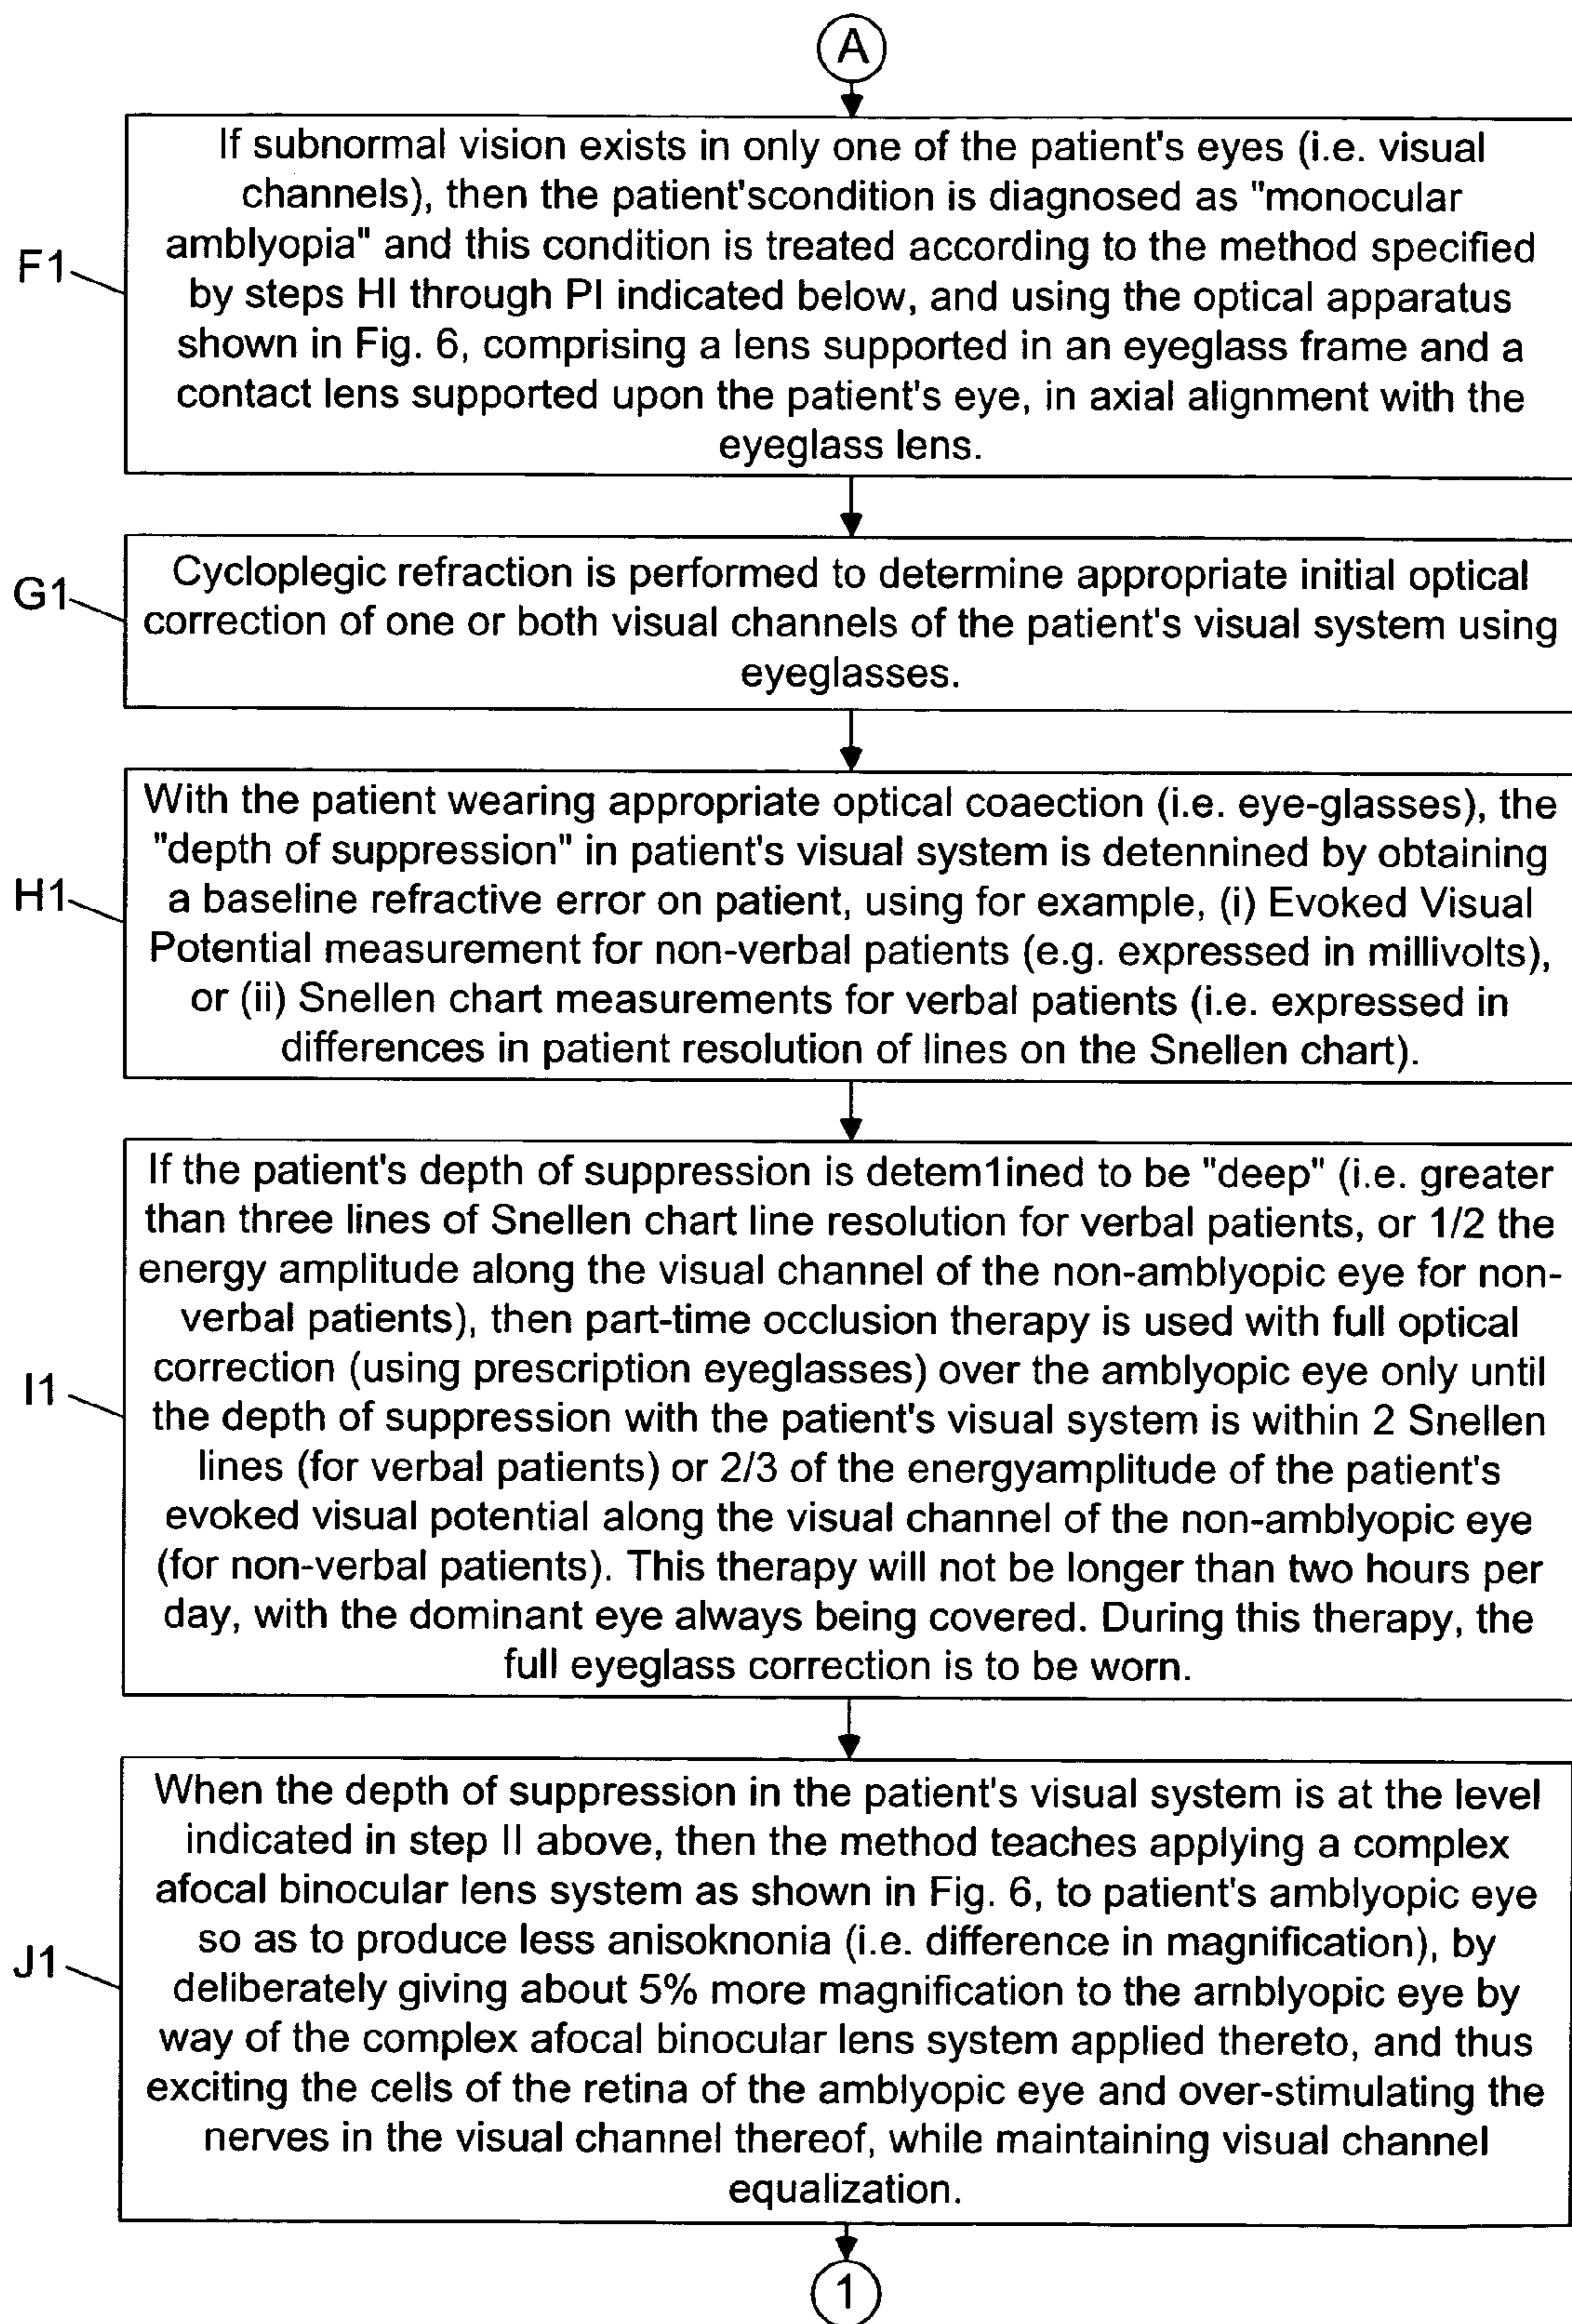 A
If subnormal vision exists in only one of the patient's eyes (i.e. visual
channels), then the patient'scondition is diagnosed as "monocular
amblyopia" and this condition is treated according to the method specified
by steps HI through PI indicated below, and using the optical apparatus
shown in Fig. 6, comprising a lens supported in an eyeglass frame and a
contact lens supported upon the patient's eye, in axial alignment with the
eyeglass lens.
F1
Cycloplegic refraction is performed to determine appropriate initial optical
correction of one or both visual channels of the patient's visual system using
eyeglasses.
G1
With the patient wearing appropriate optical coaection (i.e. eye-glasses), the
"depth of suppression" in patient's visual system is detennined by obtaining
a baseline refractive error on patient, using for example, (i) Evoked Visual
Potential measurement for non-verbal patients (e.g. expressed in millivolts),
or (ii) Snellen chart measurements for verbal patients (i.e. expressed in
differences in patient resolution of lines on the Snellen chart).
H1
If the patient's depth of suppression is detem1ined to be "deep" (i.e. greater
than three lines of Snellen chart line resolution for verbal patients, or 1/2 the
energy amplitude along the visual channel of the non-amblyopic eye for non-
verbal patients), then part-time occlusion therapy is used with full optical
correction (using prescription eyeglasses) over the amblyopic eye only until
the depth of suppression with the patient's visual system is within 2 Snellen
lines (for verbal patients) or 2/3 of the energyamplitude of the patient's
evoked visual potential along the visual channel of the non-amblyopic eye
(for non-verbal patients). This therapy will not be longer than two hours per
day, with the dominant eye always being covered. During this therapy, the
full eyeglass correction is to be worn.
I1
When the depth of suppression in the patient's visual system is at the level
indicated in step II above, then the method teaches applying a complex
afocal binocular lens system as shown in Fig. 6, to patient's amblyopic eye
so as to produce less anisoknonia (i.e. difference in magnification), by
deliberately giving about 5% more magnification to the arnblyopic eye by
way of the complex afocal binocular lens system applied thereto, and thus
exciting the cells of the retina of the amblyopic eye and over-stimulating the
nerves in the visual channel thereof, while maintaining visual channel
equalization.
J1
1